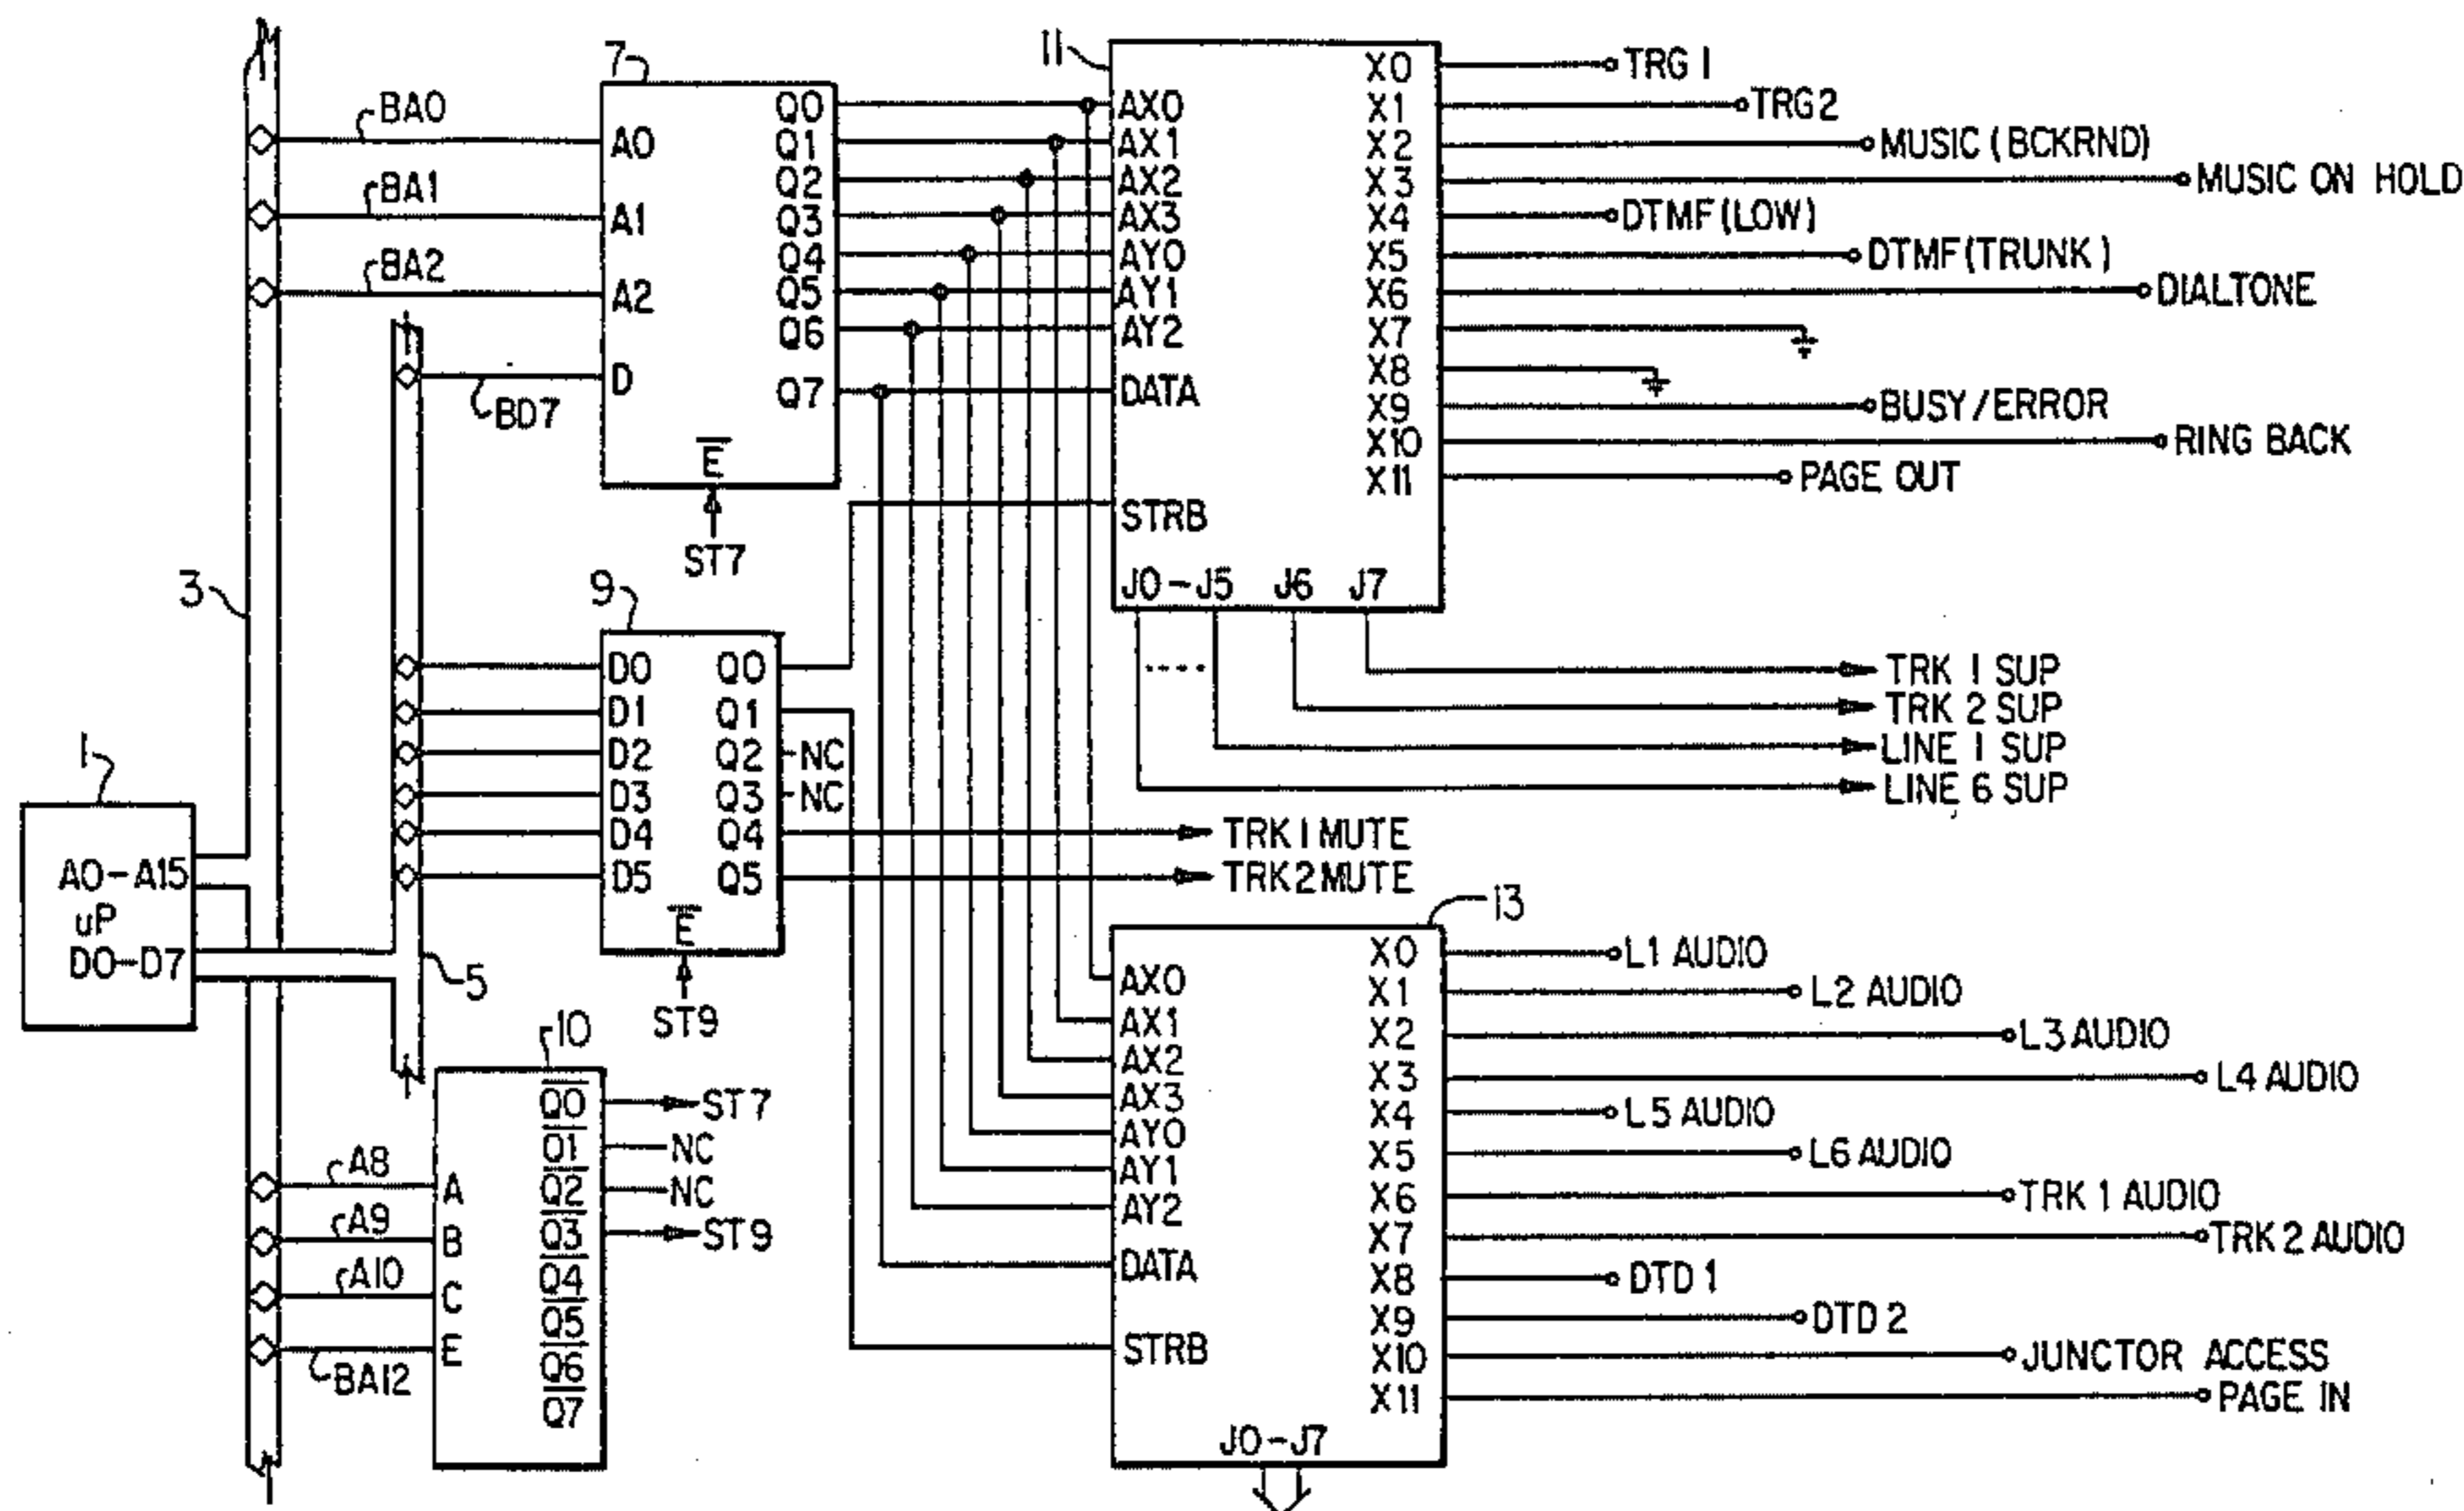 3
5
1
A0-A15
uP
D0-D7
BA0
BA1
BA2
BD7
7
A0
A1
A2
D
Q0
Q1
Q2
Q3
Q4
Q5
Q6
Q7
E
ST7
9
D0
D1
D2
D3
D4
D5
Q0
Q1
Q2
NC
Q3
NC
Q4
Q5
E
ST9
TRK 1 MUTE
TRK 2 MUTE
10
A8
A9
A10
BA12
A
B
C
E
Q0
Q1
Q2
Q3
Q4
Q5
Q6
Q7
ST7
NC
NC
ST9
11
AX0
AX1
AX2
AX3
AY0
AY1
AY2
DATA
STRB
J0-J5
J6
J7
X0
TRG 1
X1
TRG 2
X2
MUSIC (BCKRND)
X3
MUSIC ON HOLD
X4
DTMF (LOW)
X5
DTMF (TRUNK)
X6
DIALTONE
X7
X8
X9
BUSY/ERROR
X10
RING BACK
X11
PAGE OUT
TRK 1 SUP
TRK 2 SUP
LINE 1 SUP
LINE 6 SUP
13
AX0
AX1
AX2
AX3
AY0
AY1
AY2
DATA
STRB
J0-J7
X0
L1 AUDIO
X1
L2 AUDIO
X2
L3 AUDIO
X3
L4 AUDIO
X4
L5 AUDIO
X5
L6 AUDIO
X6
TRK 1 AUDIO
X7
TRK 2 AUDIO
X8
DTD 1
X9
DTD 2
X10
JUNCTOR ACCESS
X11
PAGE IN